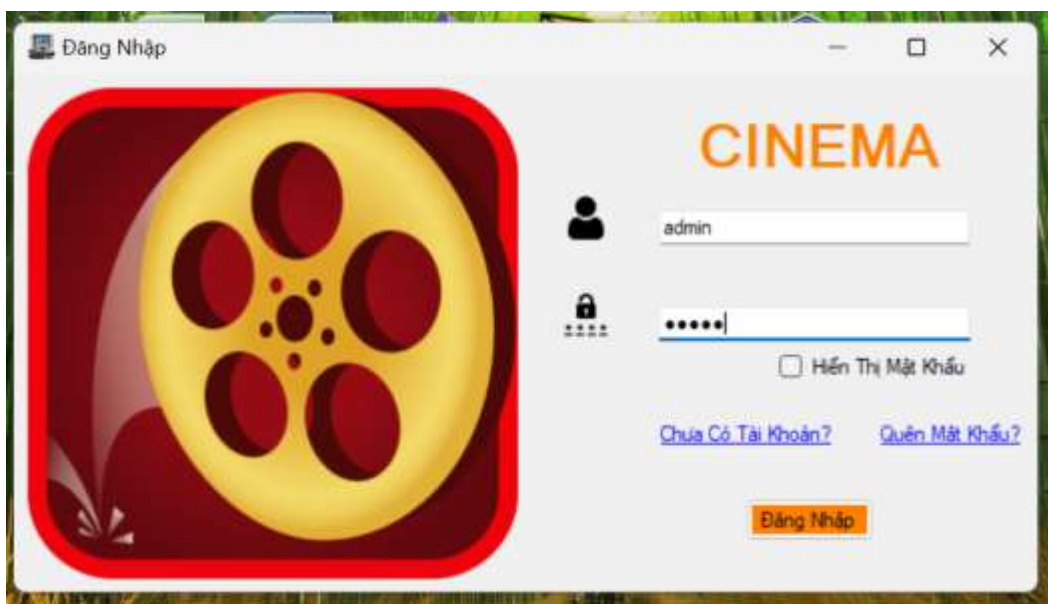 Đăng Nhập
CINEMA
admin
•••••
Hiển Thị Mật Khẩu
Chưa Có Tài Khoản?
Quên Mật Khẩu?
Đăng Nhập